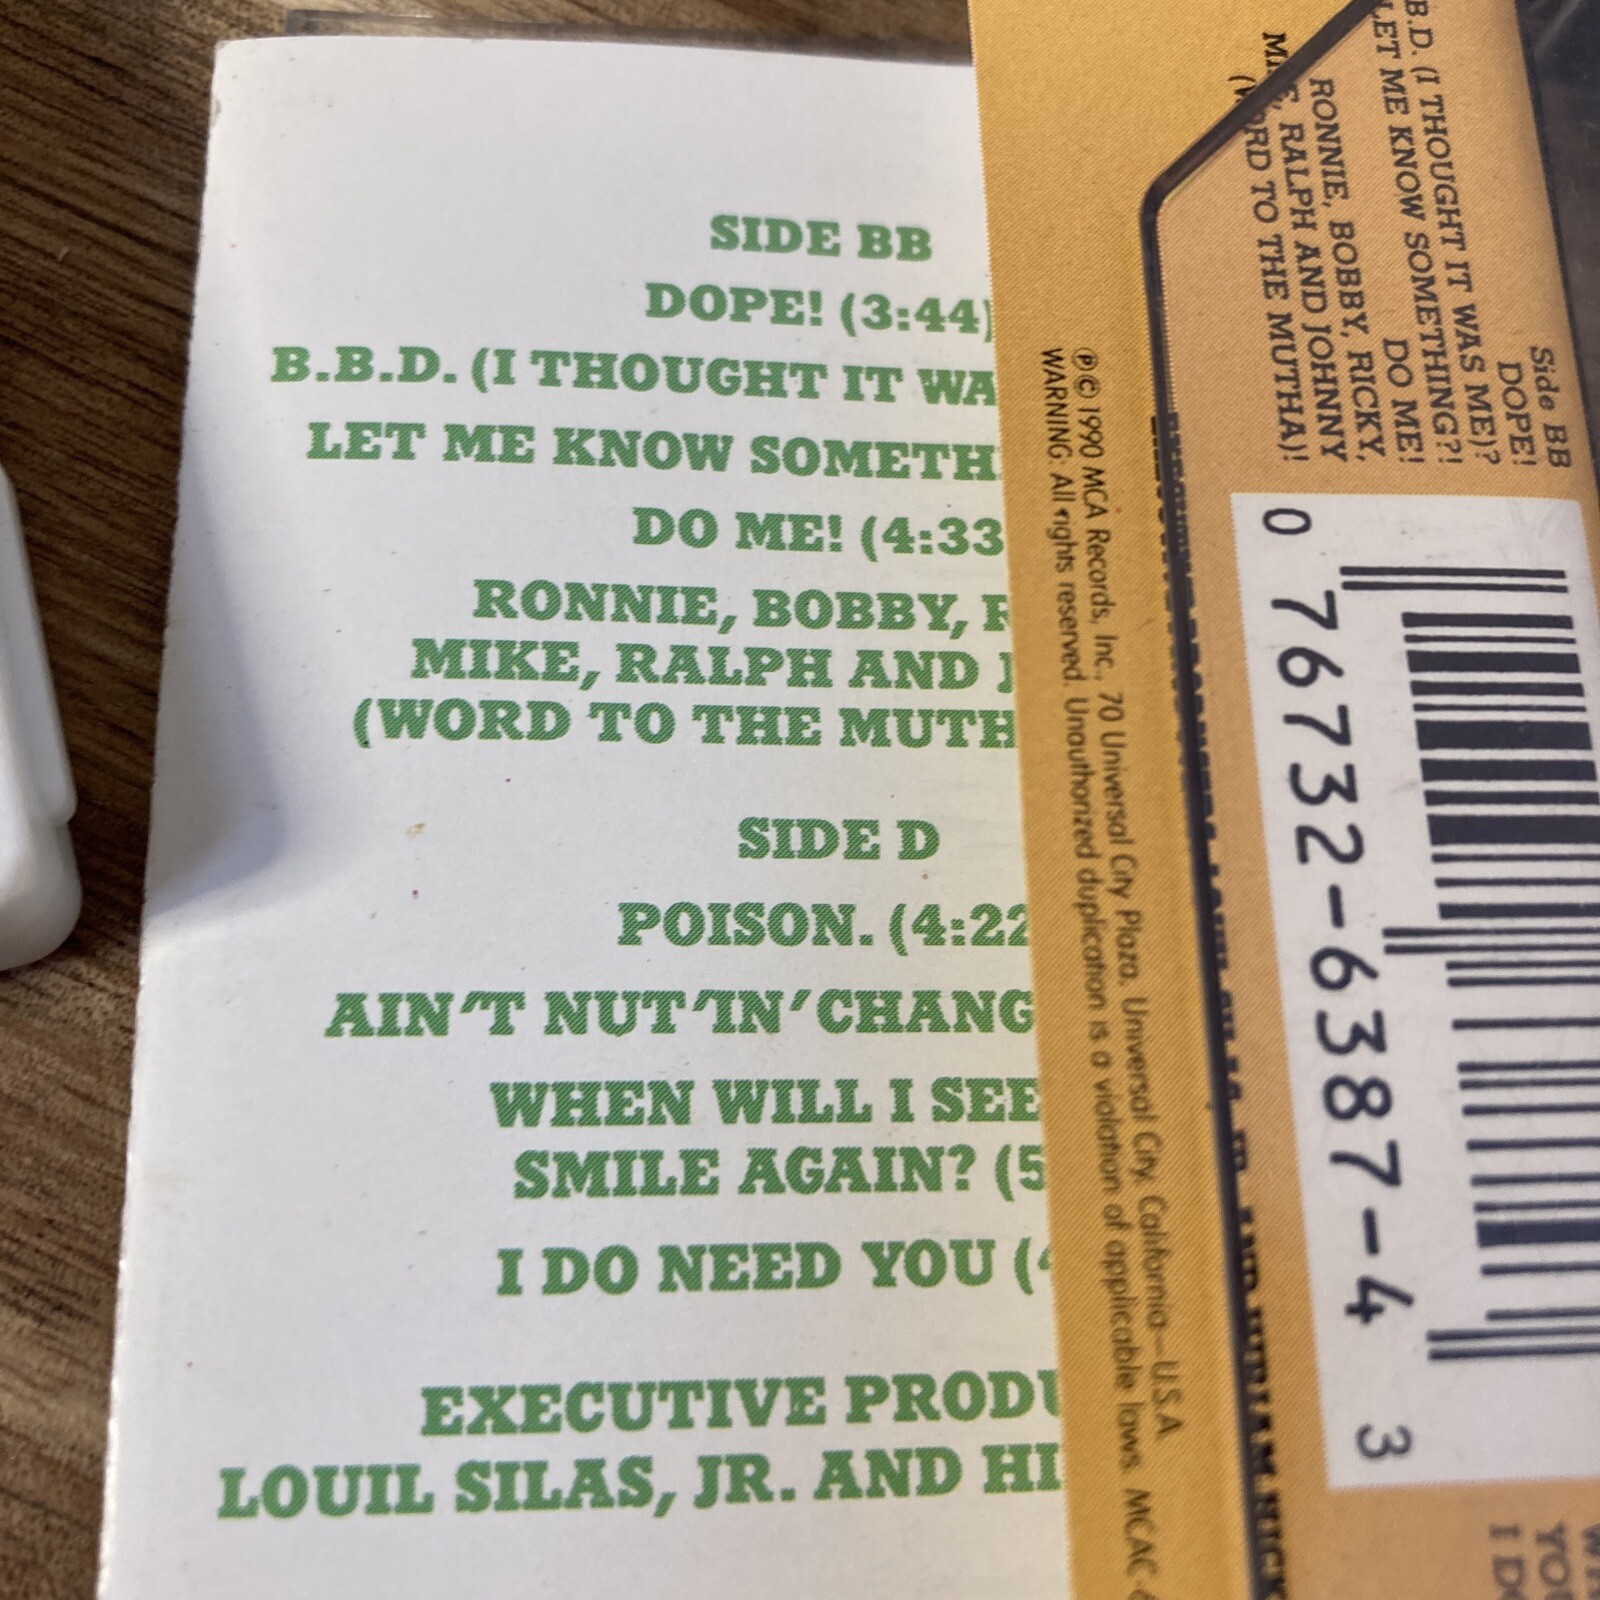 SIDE BB
DOPE! (3:44)
B.B.D. (I THOUGHT IT WA
LET ME KNOW SOMETH
DO ME! (4:33
RONNIE, BOBBY, R
MIKE, RALPH AND J
(WORD TO THE MUTH
SIDE D
POISON. (4:22
AIN'T NUT'IN' CHANG
WHEN WILL I SEE
SMILE AGAIN? (5
I DO NEED YOU (4
EXECUTIVE PRODU
LOUIL SILAS, JR. AND HI
Ⓟ© 1990 MCA Records, Inc., 70 Universal City Plaza, Universal City, California—U.S.A
WARNING: All rights reserved. Unauthorized duplication is a violation of applicable laws. MCAC
Side BB
DOPE!
B.D. (I THOUGHT IT WAS ME)?
LET ME KNOW SOMETHING?!
DO ME!
RONNIE, BOBBY, RICKY,
MIKE, RALPH AND JOHNNY
(WORD TO THE MUTHA)!
0 76732-6387-4 3
YOU
I DO